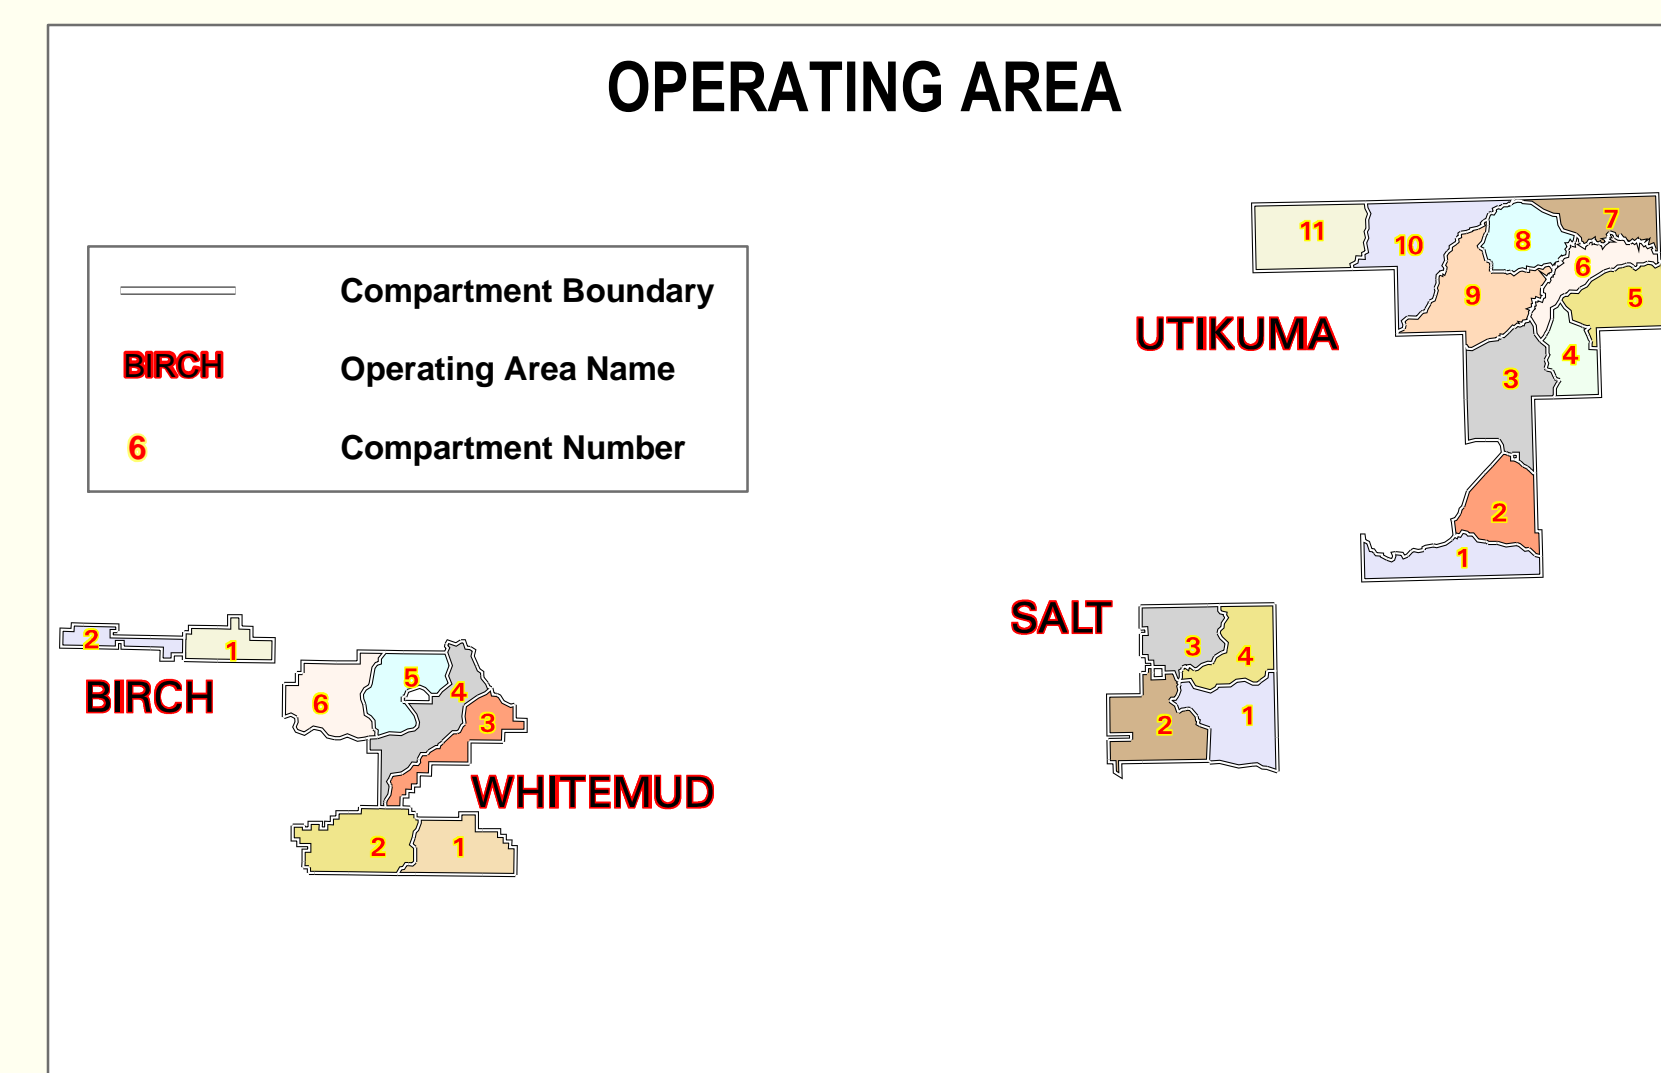 OPERATING AREA
Compartment Boundary
BIRCH Operating Area Name
6 Compartment Number
11
10
8
7
6
9
5
4
3
2
1
UTIKUMA
SALT
3
4
2
1
2
1
BIRCH
6
5
4
3
WHITEMUD
2
1